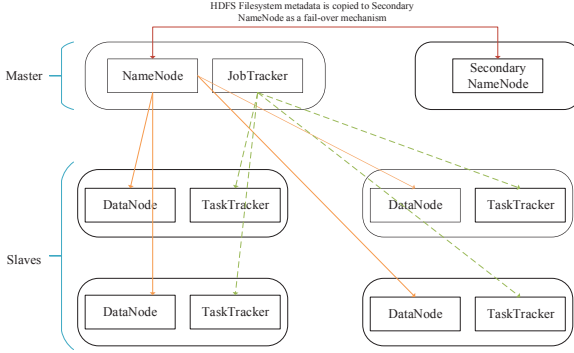 HDFS Filesystem metadata is copied to Secondary
NameNode as a fail-over mechanism
Master
NameNode
JobTracker
Secondary
NameNode
Slaves
DataNode
TaskTracker
DataNode
TaskTracker
DataNode
TaskTracker
DataNode
TaskTracker